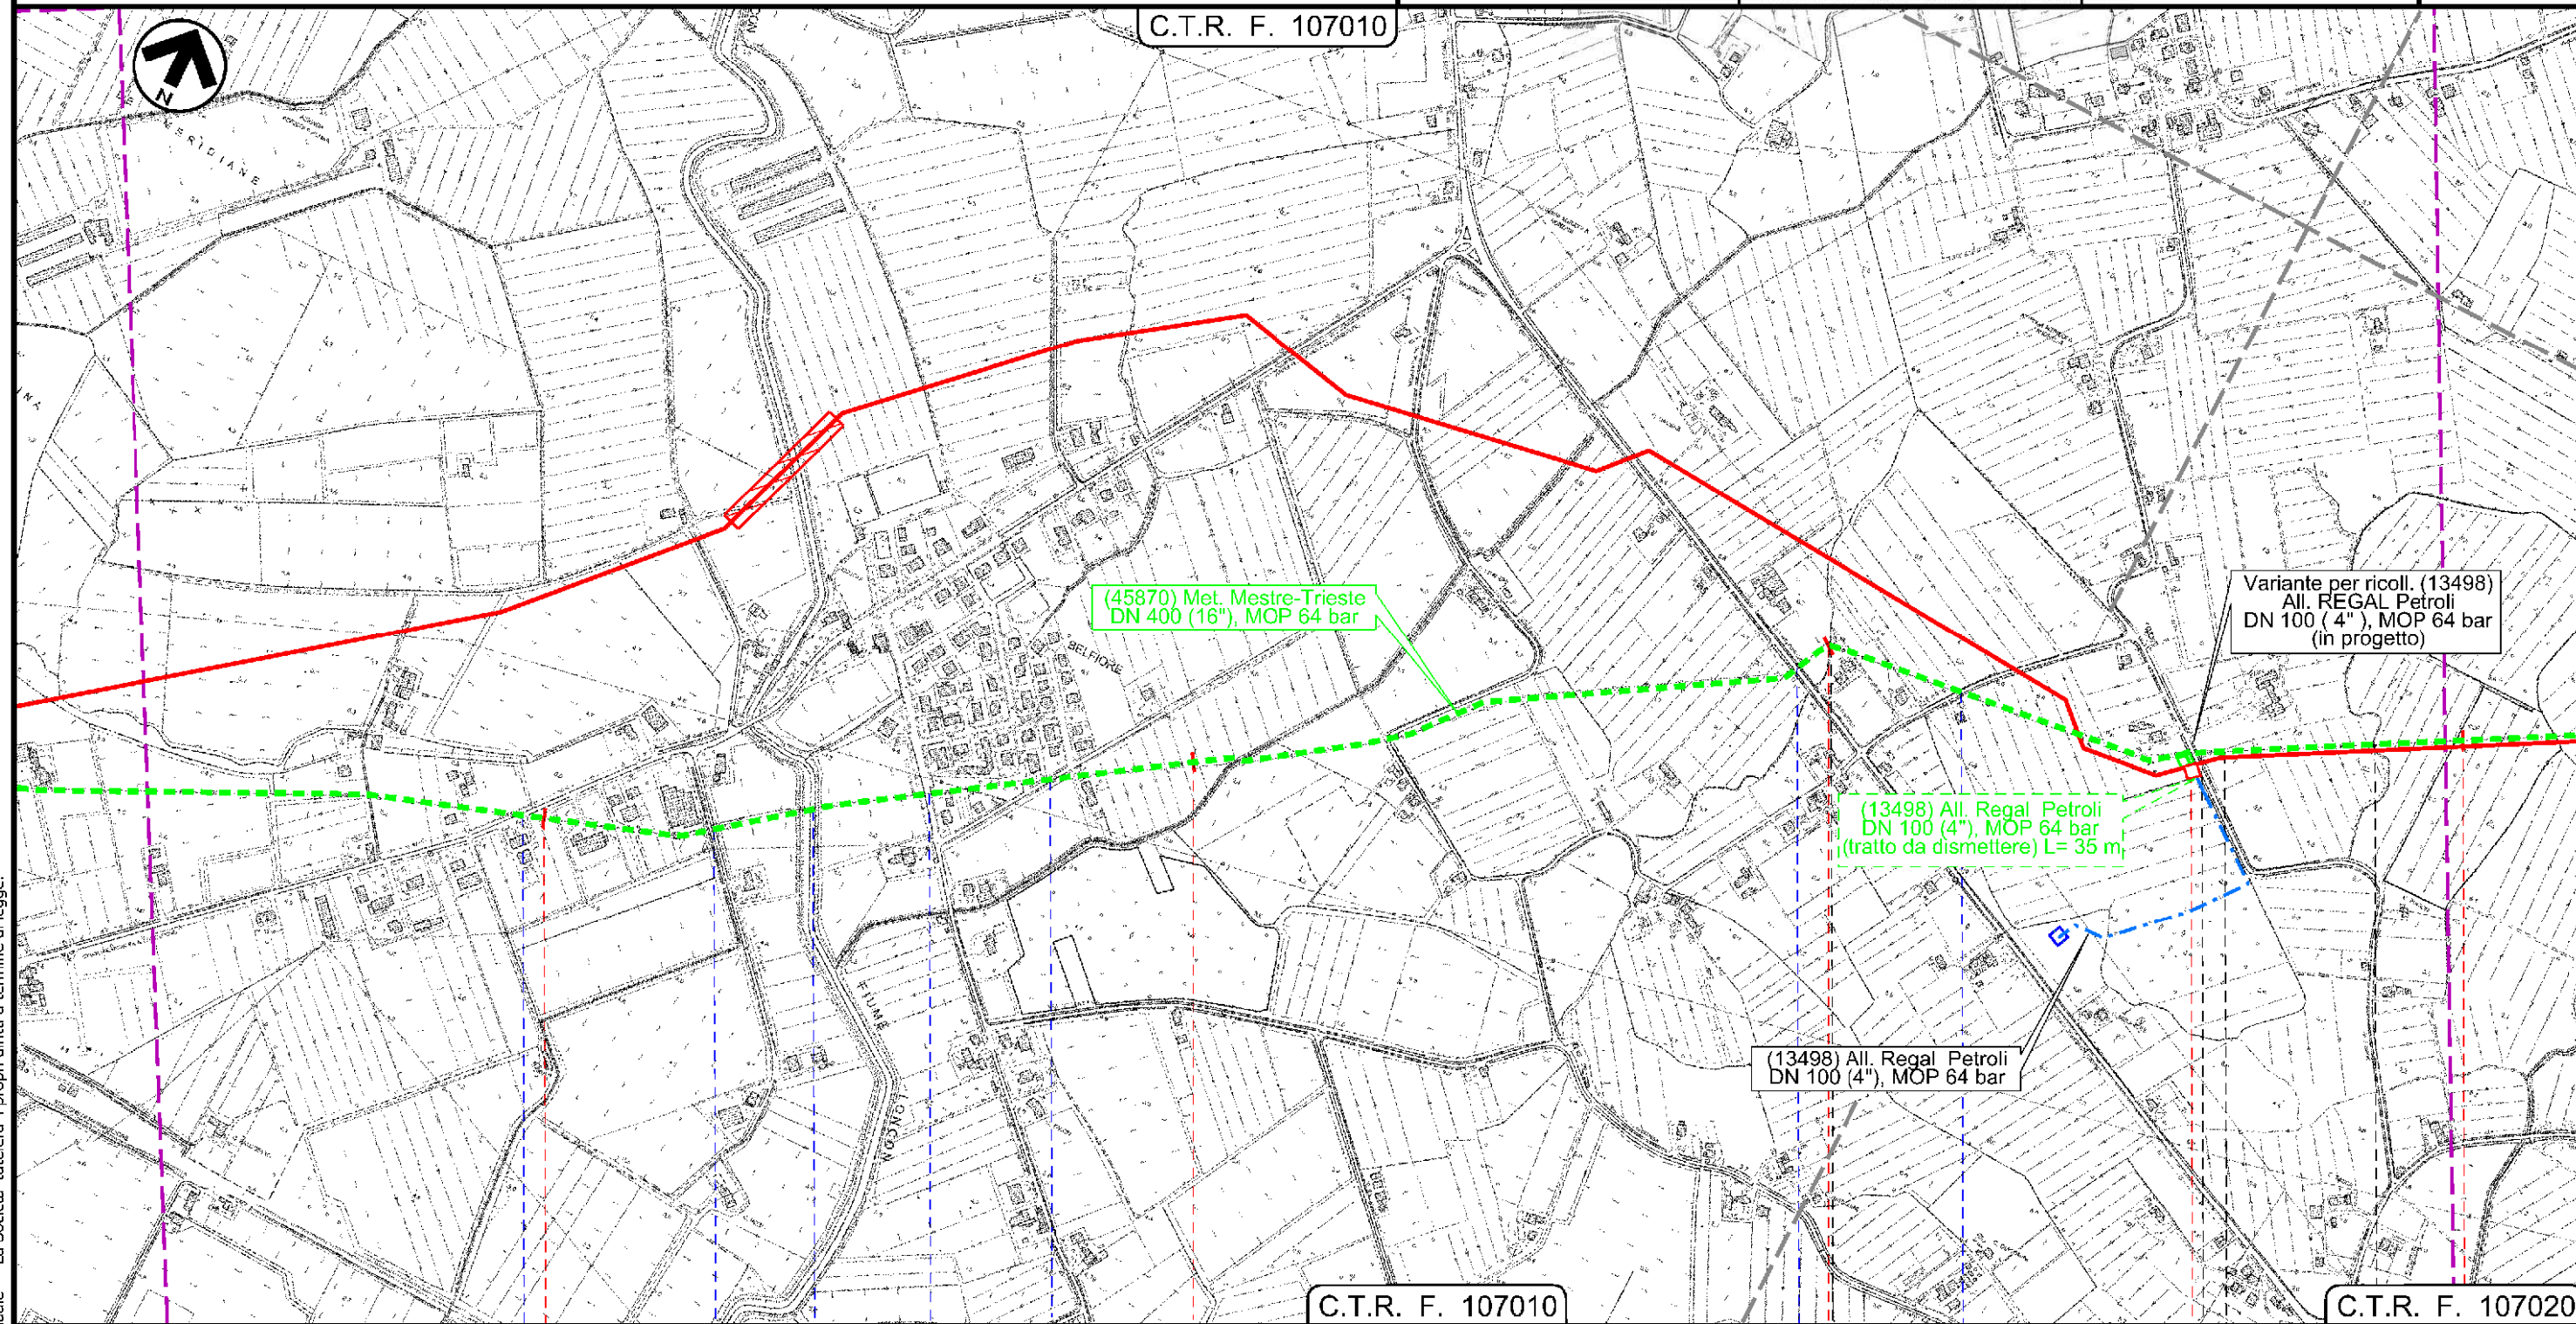 C.T.R. F. 107010
N
(45870) Met. Mestre-Trieste
DN 400 (16"), MOP 64 bar
BELFIORE
Variante per ricoll. (13498)
All. REGAL Petroli
DN 100 ( 4" ), MOP 64 bar
(in progetto)
(13498) All. Regal Petroli
DN 100 (4"), MOP 64 bar
(tratto da dismettere) L= 35 m
FIUME
LONCON
(13498) All. Regal Petroli
DN 100 (4"), MOP 64 bar
C.T.R. F. 107010
C.T.R. F. 107020